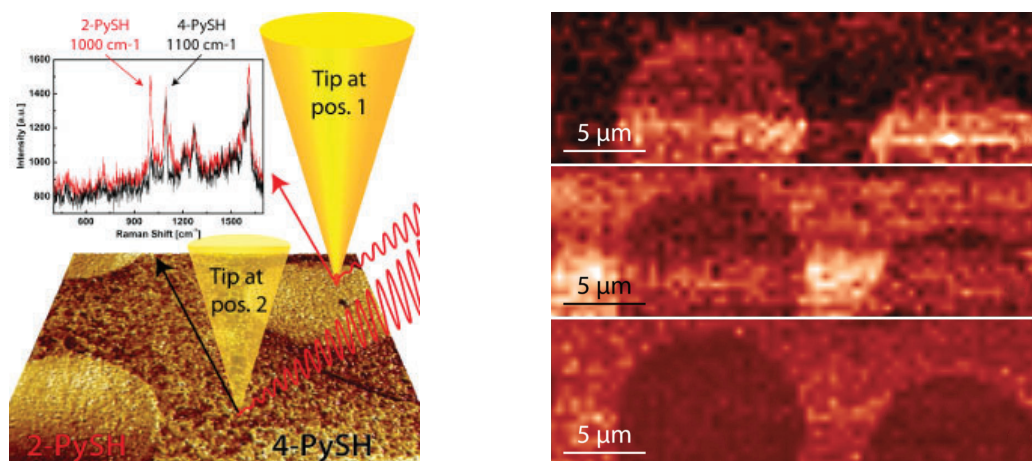 2-PySH
1000 cm-1
4-PySH
1100 cm-1
1600
1400
1200
1000
800
Intensity [a.u.]
600
900
1200
1500
Raman Shift [cm⁻¹]
Tip at
pos. 1
Tip at
pos. 2
2-PySH
4-PySH
5 µm
5 µm
5 µm